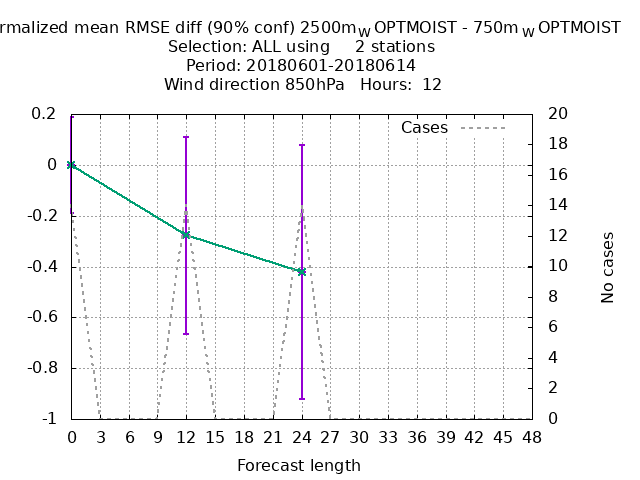 rmalized mean RMSE diff (90% conf) 2500m W OPTMOIST - 750m W OPTMOIST
Selection: ALL using 2 stations
Period: 20180601-20180614
Wind direction 850hPa Hours: 12
Cases
0.2
0
-0.2
-0.4
-0.6
-0.8
-1
20
18
16
14
12
10
8
6
4
2
0
No cases
0 3 6 9 12 15 18 21 24 27 30 33 36 39 42 45 48
Forecast length